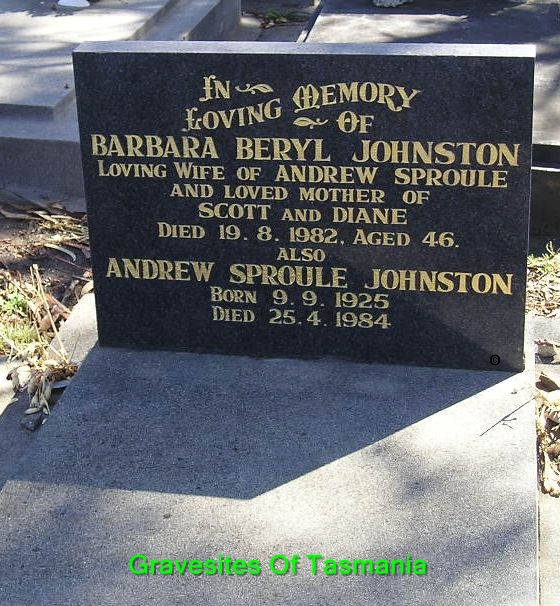 In Loving Memory Of
BARBARA BERYL JOHNSTON
LOVING WIFE OF ANDREW SPROULE
AND LOVED MOTHER OF
SCOTT AND DIANE
DIED 19. 8. 1982, AGED 46.
ALSO
ANDREW SPROULE JOHNSTON
BORN 9. 9. 1925
DIED 25. 4. 1984
©
Gravesites Of Tasmania